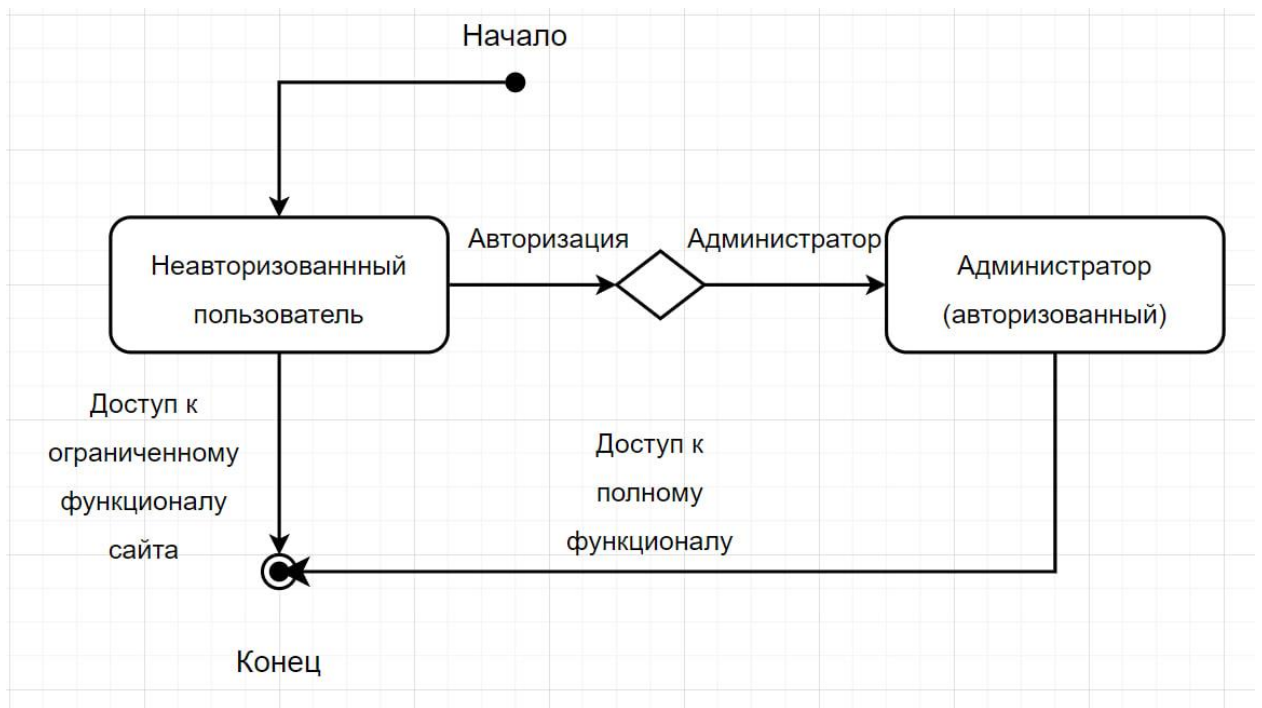 Начало
Авторизация
Администратор
Неавторизованнный
пользователь
Администратор
(авторизованный)
Доступ к
ограниченному
функционалу
сайта
Доступ к
полному
функционалу
Конец